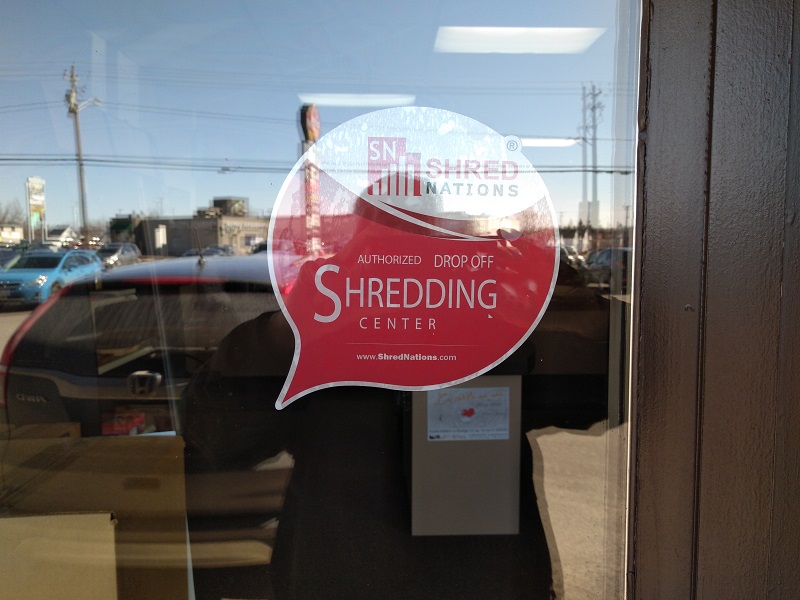 SN
SHRED
NATIONS
®
AUTHORIZED DROP OFF
SHREDDING
CENTER
www.ShredNations.com